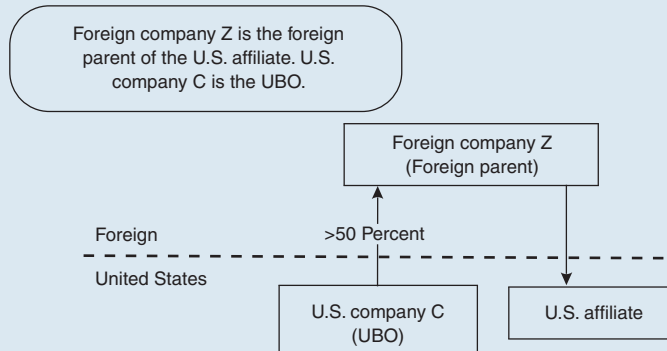 Foreign company Z is the foreign
parent of the U.S. affiliate. U.S.
company C is the UBO.
Foreign company Z
(Foreign parent)
Foreign
>50 Percent
United States
U.S. company C
(UBO)
U.S. affiliate